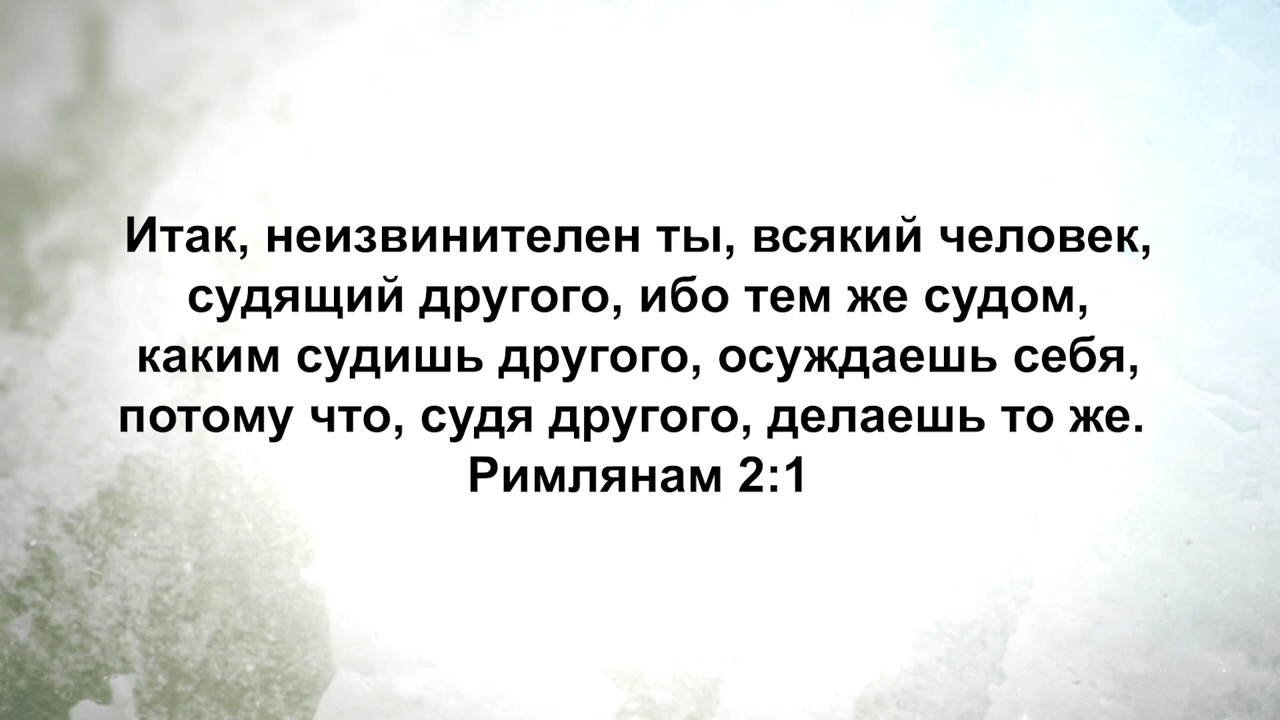 Итак, неизвинителен ты, всякий человек,
судящий другого, ибо тем же судом,
каким судишь другого, осуждаешь себя,
потому что, судя другого, делаешь то же.
Римлянам 2:1